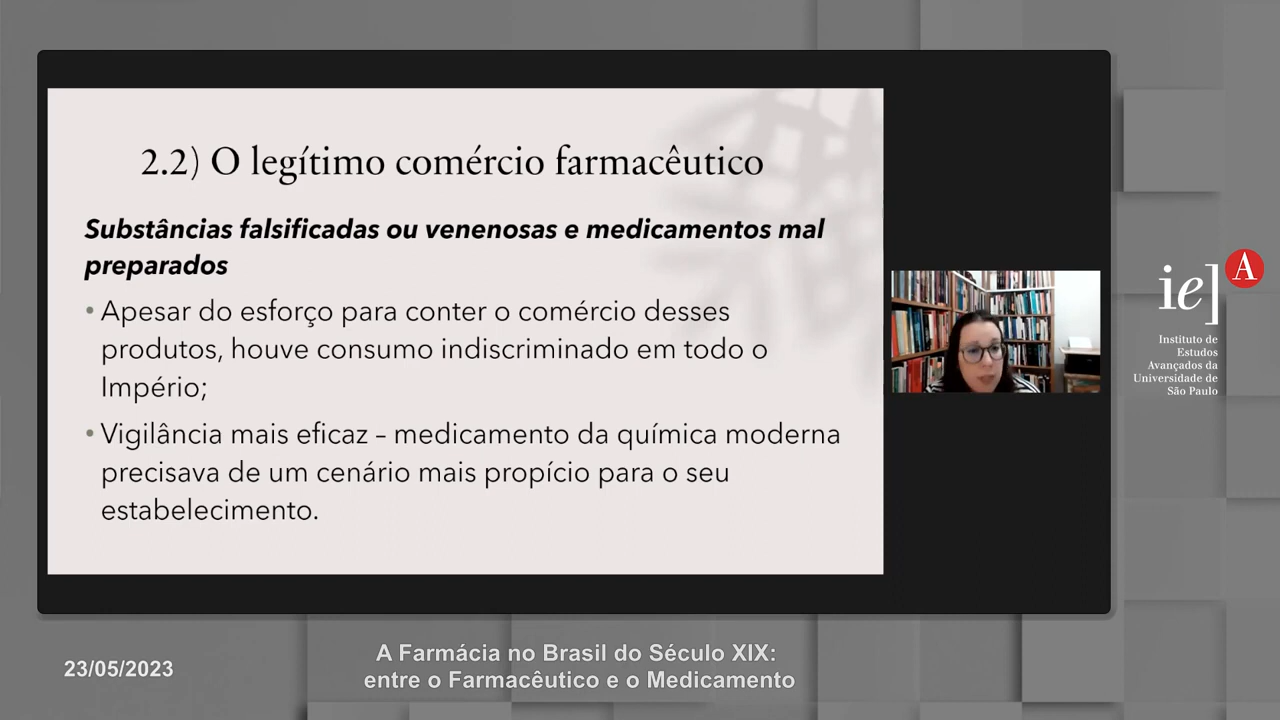 2.2) O legítimo comércio farmacêutico
Substâncias falsificadas ou venenosas e medicamentos mal
preparados
• Apesar do esforço para conter o comércio desses
produtos, houve consumo indiscriminado em todo o
Império;
• Vigilância mais eficaz – medicamento da química moderna
precisava de um cenário mais propício para o seu
estabelecimento.
ie] A
Instituto de
Estudos
Avançados da
Universidade de
São Paulo
23/05/2023
A Farmácia no Brasil do Século XIX:
entre o Farmacêutico e o Medicamento